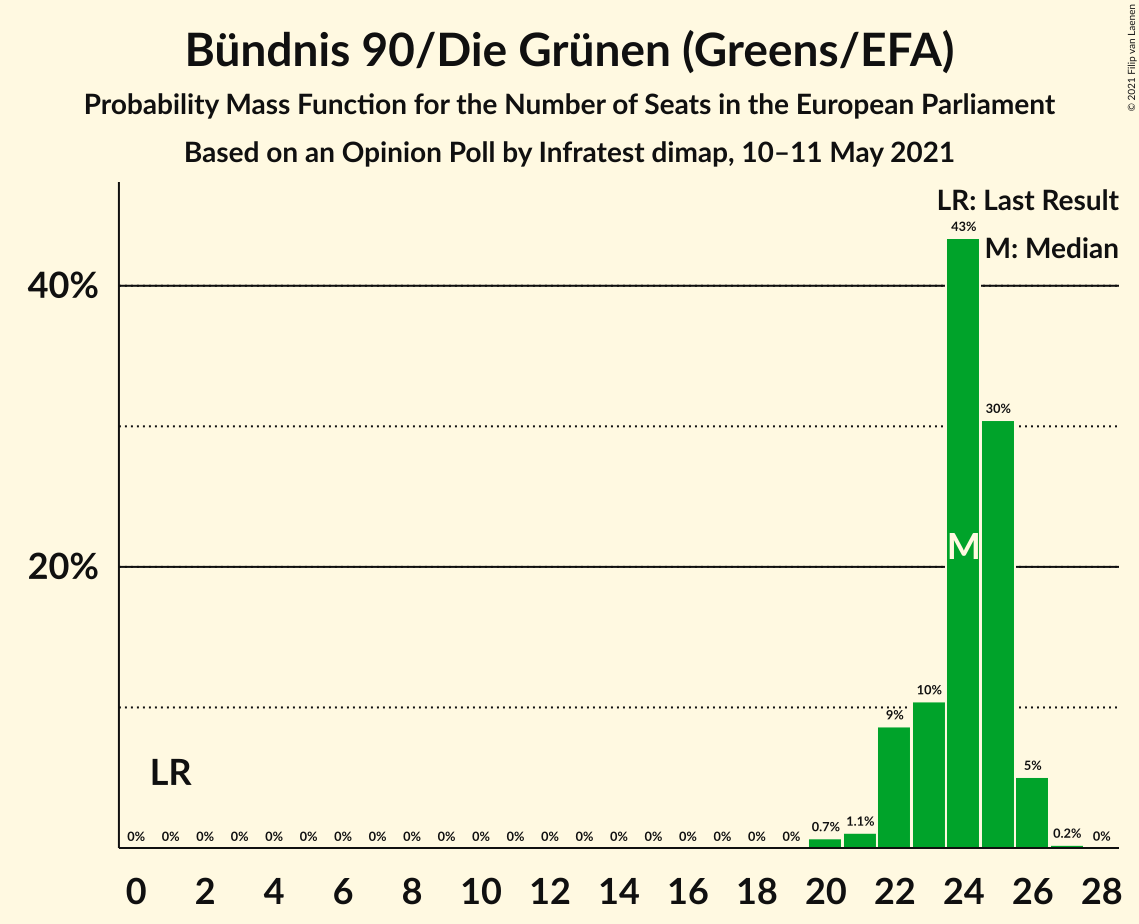 Bündnis 90/Die Grünen (Greens/EFA)
Probability Mass Function for the Number of Seats in the European Parliament
Based on an Opinion Poll by Infratest dimap, 10–11 May 2021
© 2021 Filip van Laenen
LR: Last Result
M: Median
43%
40%
30%
20%
M
10%
9%
LR
5%
0% 0% 0% 0% 0% 0% 0% 0% 0% 0% 0% 0% 0% 0% 0% 0% 0% 0% 0% 0% 0.7% 1.1% 0.2% 0%
0 2 4 6 8 10 12 14 16 18 20 22 24 26 28